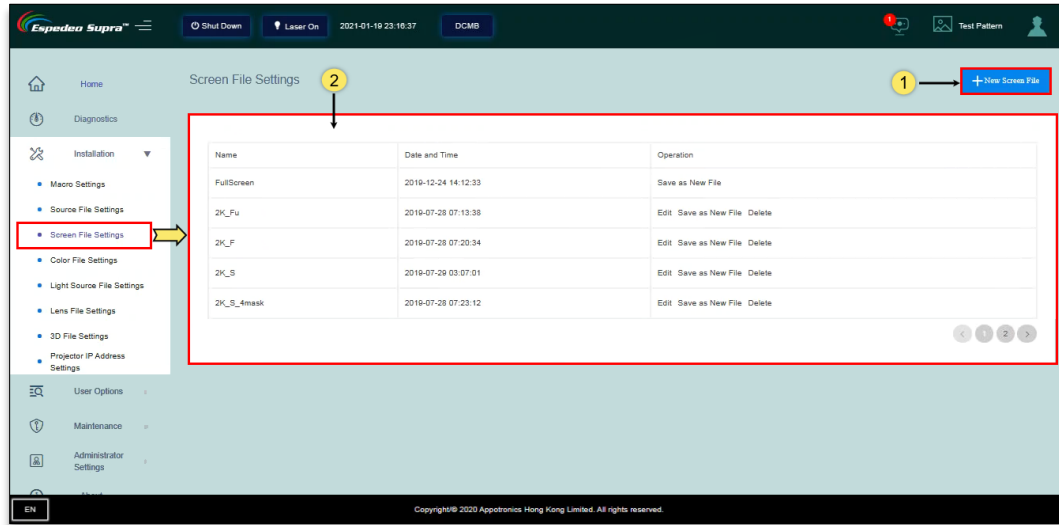 Espedeo Supra™
Shut Down
Laser On
2021-01-19 23:16:37
DCMB
1
Test Pattern
Home
Diagnostics
Installation
Macro Settings
Source File Settings
Screen File Settings
Color File Settings
Light Source File Settings
Lens File Settings
3D File Settings
Projector IP Address
Settings
User Options
Maintenance
Administrator
Settings
About
Screen File Settings
2
1
+New Screen File
Name Date and Time Operation
FullScreen 2019-12-24 14:12:33 Save as New File
2K_Fu 2019-07-28 07:13:38 Edit Save as New File Delete
2K_F 2019-07-28 07:20:34 Edit Save as New File Delete
2K_S 2019-07-29 03:07:01 Edit Save as New File Delete
2K_S_4mask 2019-07-28 07:23:12 Edit Save as New File Delete
< 1 2 >
EN
Copyright/© 2020 Appotronics Hong Kong Limited. All rights reserved.